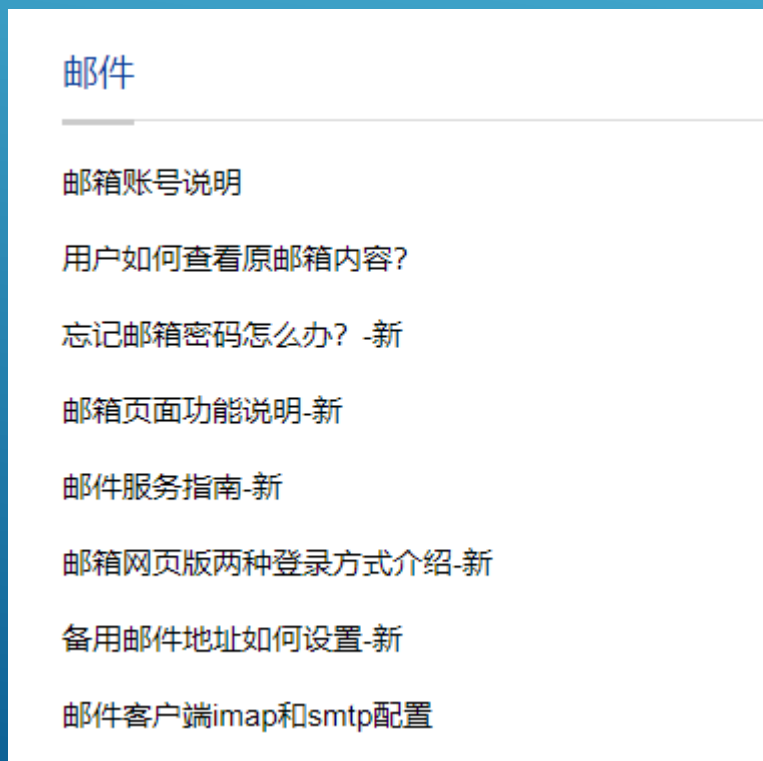 邮件
邮箱账号说明
用户如何查看原邮箱内容?
忘记邮箱密码怎么办? -新
邮箱页面功能说明-新
邮件服务指南-新
邮箱网页版两种登录方式介绍-新
备用邮件地址如何设置-新
邮件客户端imap和smtp配置